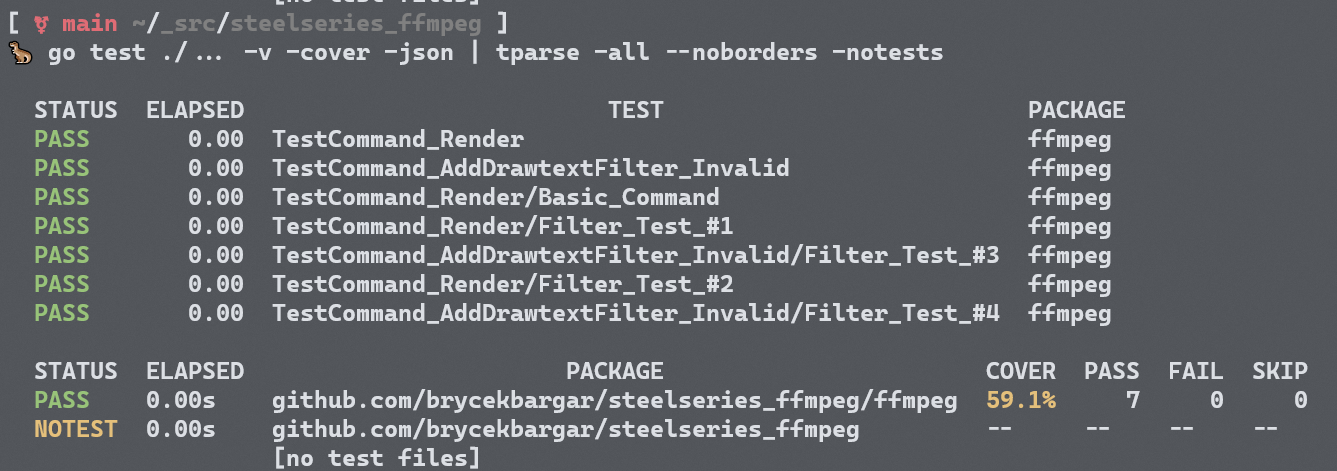 [no test files]
[ ⚧ main ~/_src/steelseries_ffmpeg ]
🦖 go test ./... -v -cover -json | tparse -all --noborders -notests
STATUS ELAPSED TEST PACKAGE
PASS 0.00 TestCommand_Render ffmpeg
PASS 0.00 TestCommand_AddDrawtextFilter_Invalid ffmpeg
PASS 0.00 TestCommand_Render/Basic_Command ffmpeg
PASS 0.00 TestCommand_Render/Filter_Test_#1 ffmpeg
PASS 0.00 TestCommand_AddDrawtextFilter_Invalid/Filter_Test_#3 ffmpeg
PASS 0.00 TestCommand_Render/Filter_Test_#2 ffmpeg
PASS 0.00 TestCommand_AddDrawtextFilter_Invalid/Filter_Test_#4 ffmpeg
STATUS ELAPSED PACKAGE COVER PASS FAIL SKIP
PASS 0.00s github.com/brycekbargar/steelseries_ffmpeg/ffmpeg 59.1% 7 0 0
NOTEST 0.00s github.com/brycekbargar/steelseries_ffmpeg -- -- -- --
[no test files]